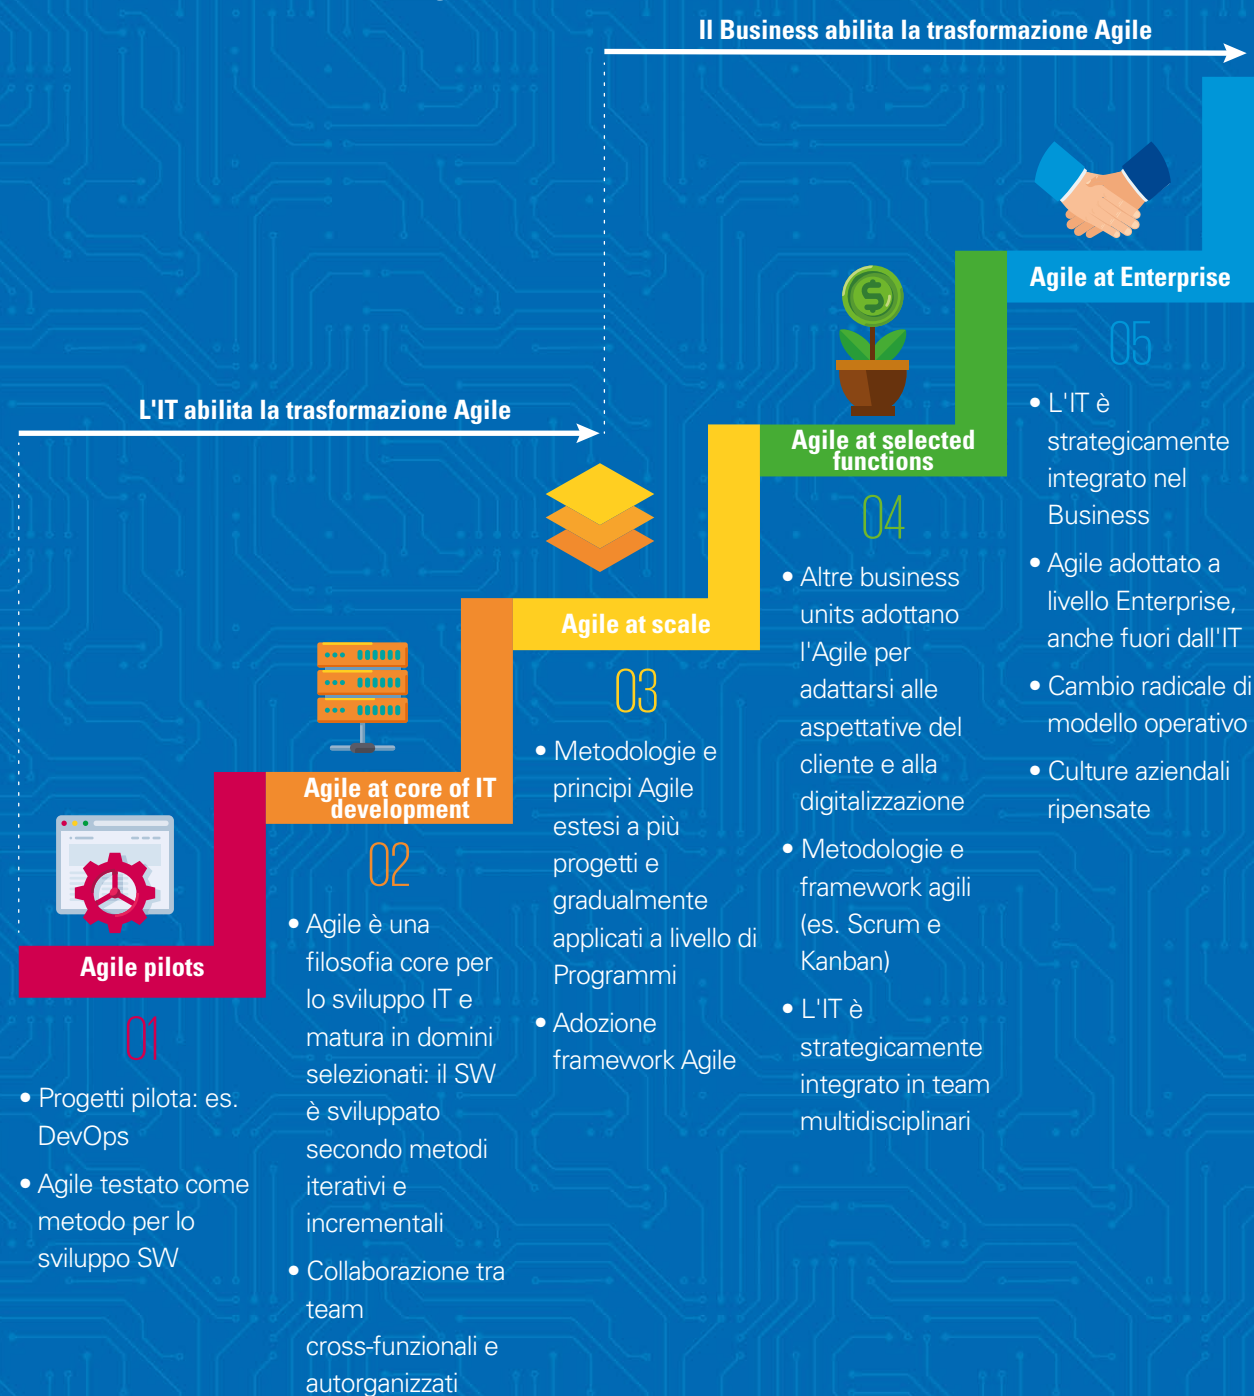 Il Business abilita la trasformazione Agile
L'IT abilita la trasformazione Agile
Agile pilots
01
• Progetti pilota: es.
DevOps
• Agile testato come
metodo per lo
sviluppo SW
Agile at core of IT
development
02
• Agile è una
filosofia core per
lo sviluppo IT e
matura in domini
selezionati: il SW
è sviluppato
secondo metodi
iterativi e
incrementali
• Collaborazione tra
team
cross-funzionali e
autorganizzati
Agile at scale
03
• Metodologie e
principi Agile
estesi a più
progetti e
gradualmente
applicati a livello di
Programmi
• Adozione
framework Agile
Agile at selected
functions
04
• Altre business
units adottano
l'Agile per
adattarsi alle
aspettative del
cliente e alla
digitalizzazione
• Metodologie e
framework agili
(es. Scrum e
Kanban)
• L'IT è
strategicamente
integrato in team
multidisciplinari
Agile at Enterprise
05
• L'IT è
strategicamente
integrato nel
Business
• Agile adottato a
livello Enterprise,
anche fuori dall'IT
• Cambio radicale di
modello operativo
• Culture aziendali
ripensate